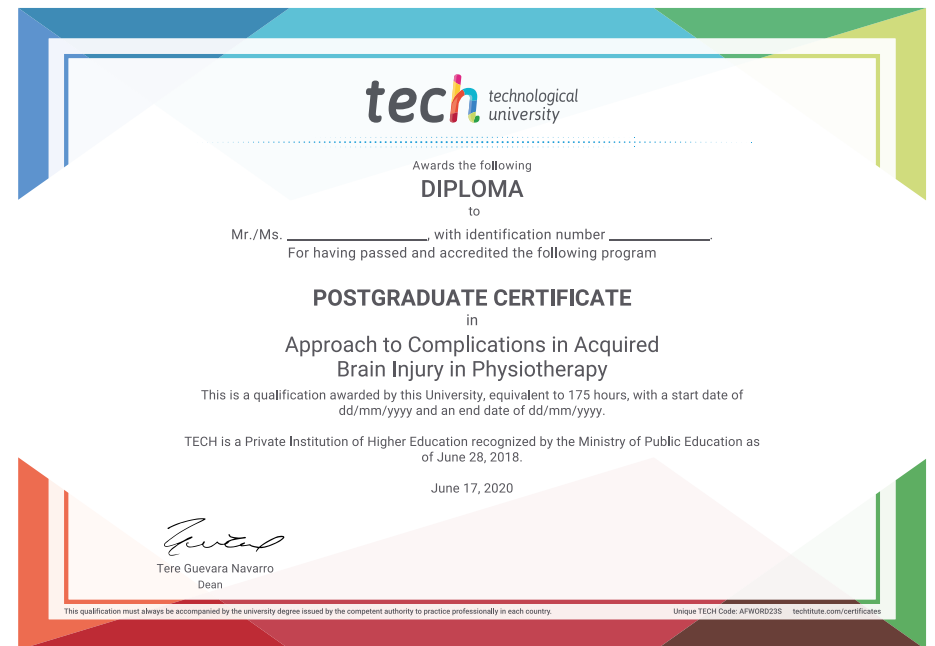 tech technological
university
Awards the following
DIPLOMA
to
Mr./Ms. ____________________, with identification number ______________.
For having passed and accredited the following program
POSTGRADUATE CERTIFICATE
in
Approach to Complications in Acquired
Brain Injury in Physiotherapy
This is a qualification awarded by this University, equivalent to 175 hours, with a start date of
dd/mm/yyyy and an end date of dd/mm/yyyy.
TECH is a Private Institution of Higher Education recognized by the Ministry of Public Education as
of June 28, 2018.
June 17, 2020
Tere Guevara Navarro
Dean
This qualification must always be accompanied by the university degree issued by the competent authority to practice professionally in each country.
Unique TECH Code: AFWORD23S techtitute.com/certificates